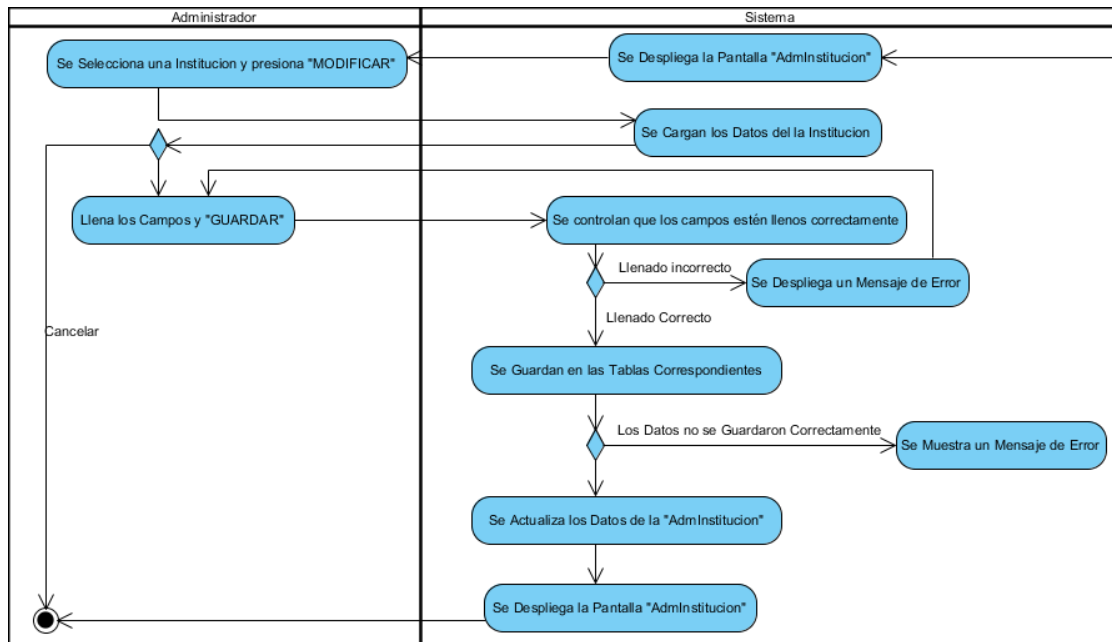 Administrador
Sistema
Se Selecciona una Institucion y presiona "MODIFICAR"
Se Despliega la Pantalla "AdmInstitucion"
Se Cargan los Datos del la Institucion
Llena los Campos y "GUARDAR"
Se controlan que los campos estén llenos correctamente
Llenado incorrecto
Se Despliega un Mensaje de Error
Llenado Correcto
Cancelar
Se Guardan en las Tablas Correspondientes
Los Datos no se Guardaron Correctamente
Se Muestra un Mensaje de Error
Se Actualiza los Datos de la "AdmInstitucion"
Se Despliega la Pantalla "AdmInstitucion"